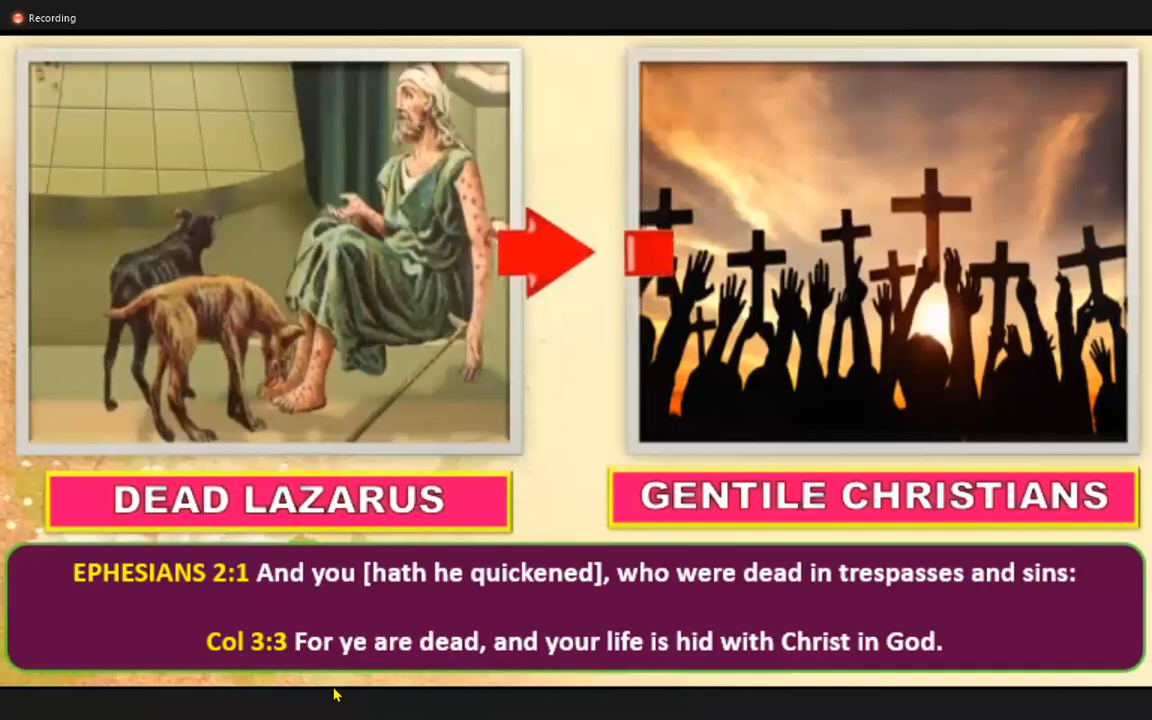 Recording
DEAD LAZARUS
GENTILE CHRISTIANS
EPHESIANS 2:1 And you [hath he quickened], who were dead in trespasses and sins:
Col 3:3 For ye are dead, and your life is hid with Christ in God.